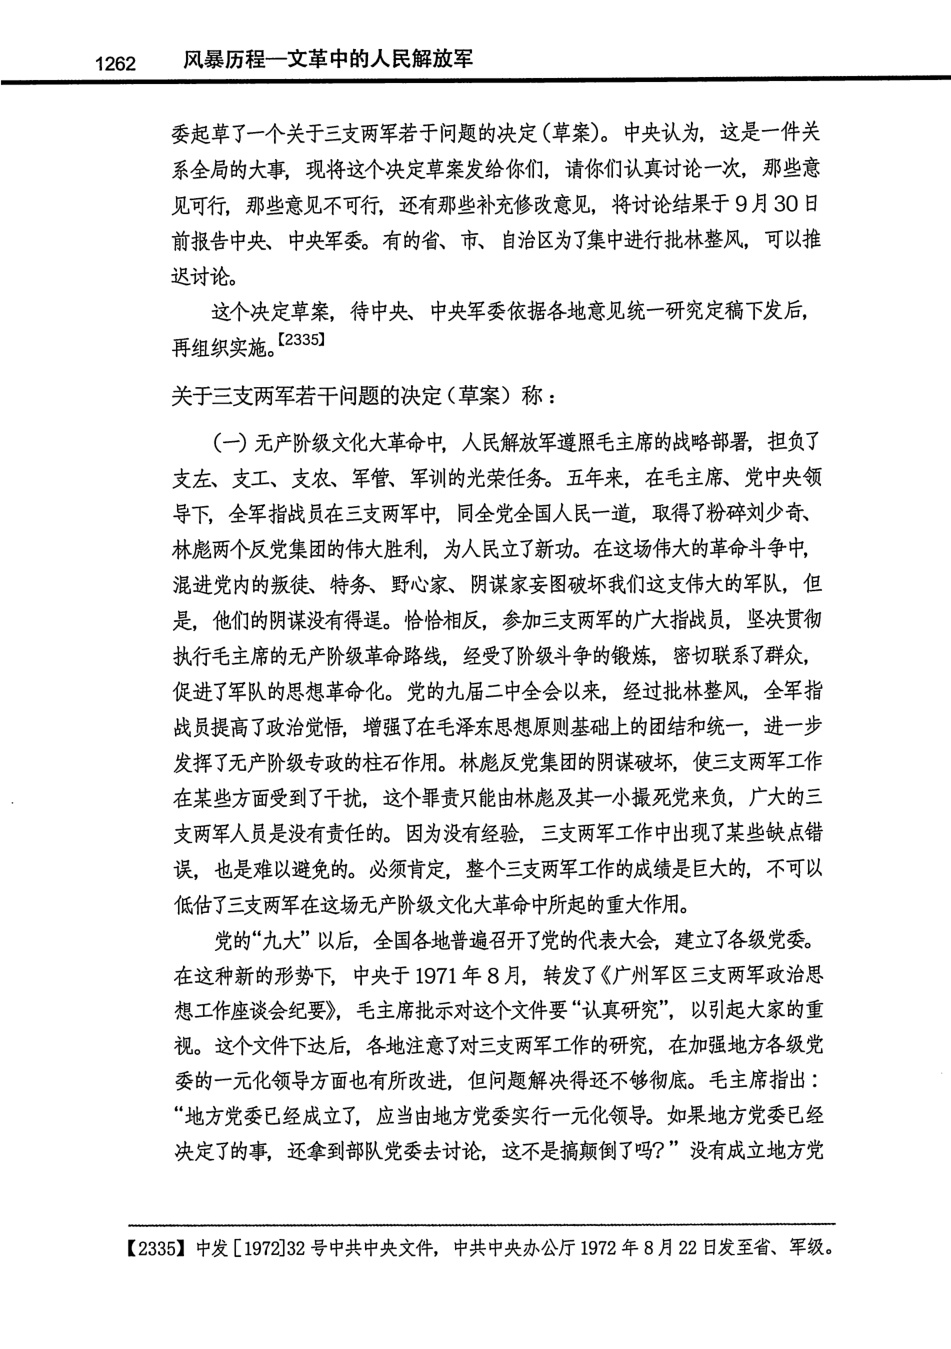 1262 风暴历程—文革中的人民解放军
委起草了一个关于三支两军若干问题的决定（草案）。中央认为，这是一件关
系全局的大事，现将这个决定草案发给你们，请你们认真讨论一次，那些意
见可行，那些意见不可行，还有那些补充修改意见，将讨论结果于9月30日
前报告中央、中央军委。有的省、市、自治区为了集中进行批林整风，可以推
迟讨论。
这个决定草案，待中央、中央军委依据各地意见统一研究定稿下发后，
再组织实施。【2335】
关于三支两军若干问题的决定（草案）称：
（一）无产阶级文化大革命中，人民解放军遵照毛主席的战略部署，担负了
支左、支工、支农、军管、军训的光荣任务。五年来，在毛主席、党中央领
导下，全军指战员在三支两军中，同全党全国人民一道，取得了粉碎刘少奇、
林彪两个反党集团的伟大胜利，为人民立了新功。在这场伟大的革命斗争中，
混进党内的叛徒、特务、野心家、阴谋家妄图破坏我们这支伟大的军队，但
是，他们的阴谋没有得逞。恰恰相反，参加三支两军的广大指战员，坚决贯彻
执行毛主席的无产阶级革命路线，经受了阶级斗争的锻炼，密切联系了群众，
促进了军队的思想革命化。党的九届二中全会以来，经过批林整风，全军指
战员提高了政治觉悟，增强了在毛泽东思想原则基础上的团结和统一，进一步
发挥了无产阶级专政的柱石作用。林彪反党集团的阴谋破坏，使三支两军工作
在某些方面受到了干扰，这个罪责只能由林彪及其一小撮死党来负，广大的三
支两军人员是没有责任的。因为没有经验，三支两军工作中出现了某些缺点错
误，也是难以避免的。必须肯定，整个三支两军工作的成绩是巨大的，不可以
低估了三支两军在这场无产阶级文化大革命中所起的重大作用。
党的“九大”以后，全国各地普遍召开了党的代表大会，建立了各级党委。
在这种新的形势下，中央于1971年8月，转发了《广州军区三支两军政治思
想工作座谈会纪要》，毛主席批示对这个文件要“认真研究”，以引起大家的重
视。这个文件下达后，各地注意了对三支两军工作的研究，在加强地方各级党
委的一元化领导方面也有所改进，但问题解决得还不够彻底。毛主席指出：
“地方党委已经成立了，应当由地方党委实行一元化领导。如果地方党委已经
决定了的事，还拿到部队党委去讨论，这不是搞颠倒了吗？”没有成立地方党
【2335】中发［1972]32号中共中央文件，中共中央办公厅1972年8月22日发至省、军级。